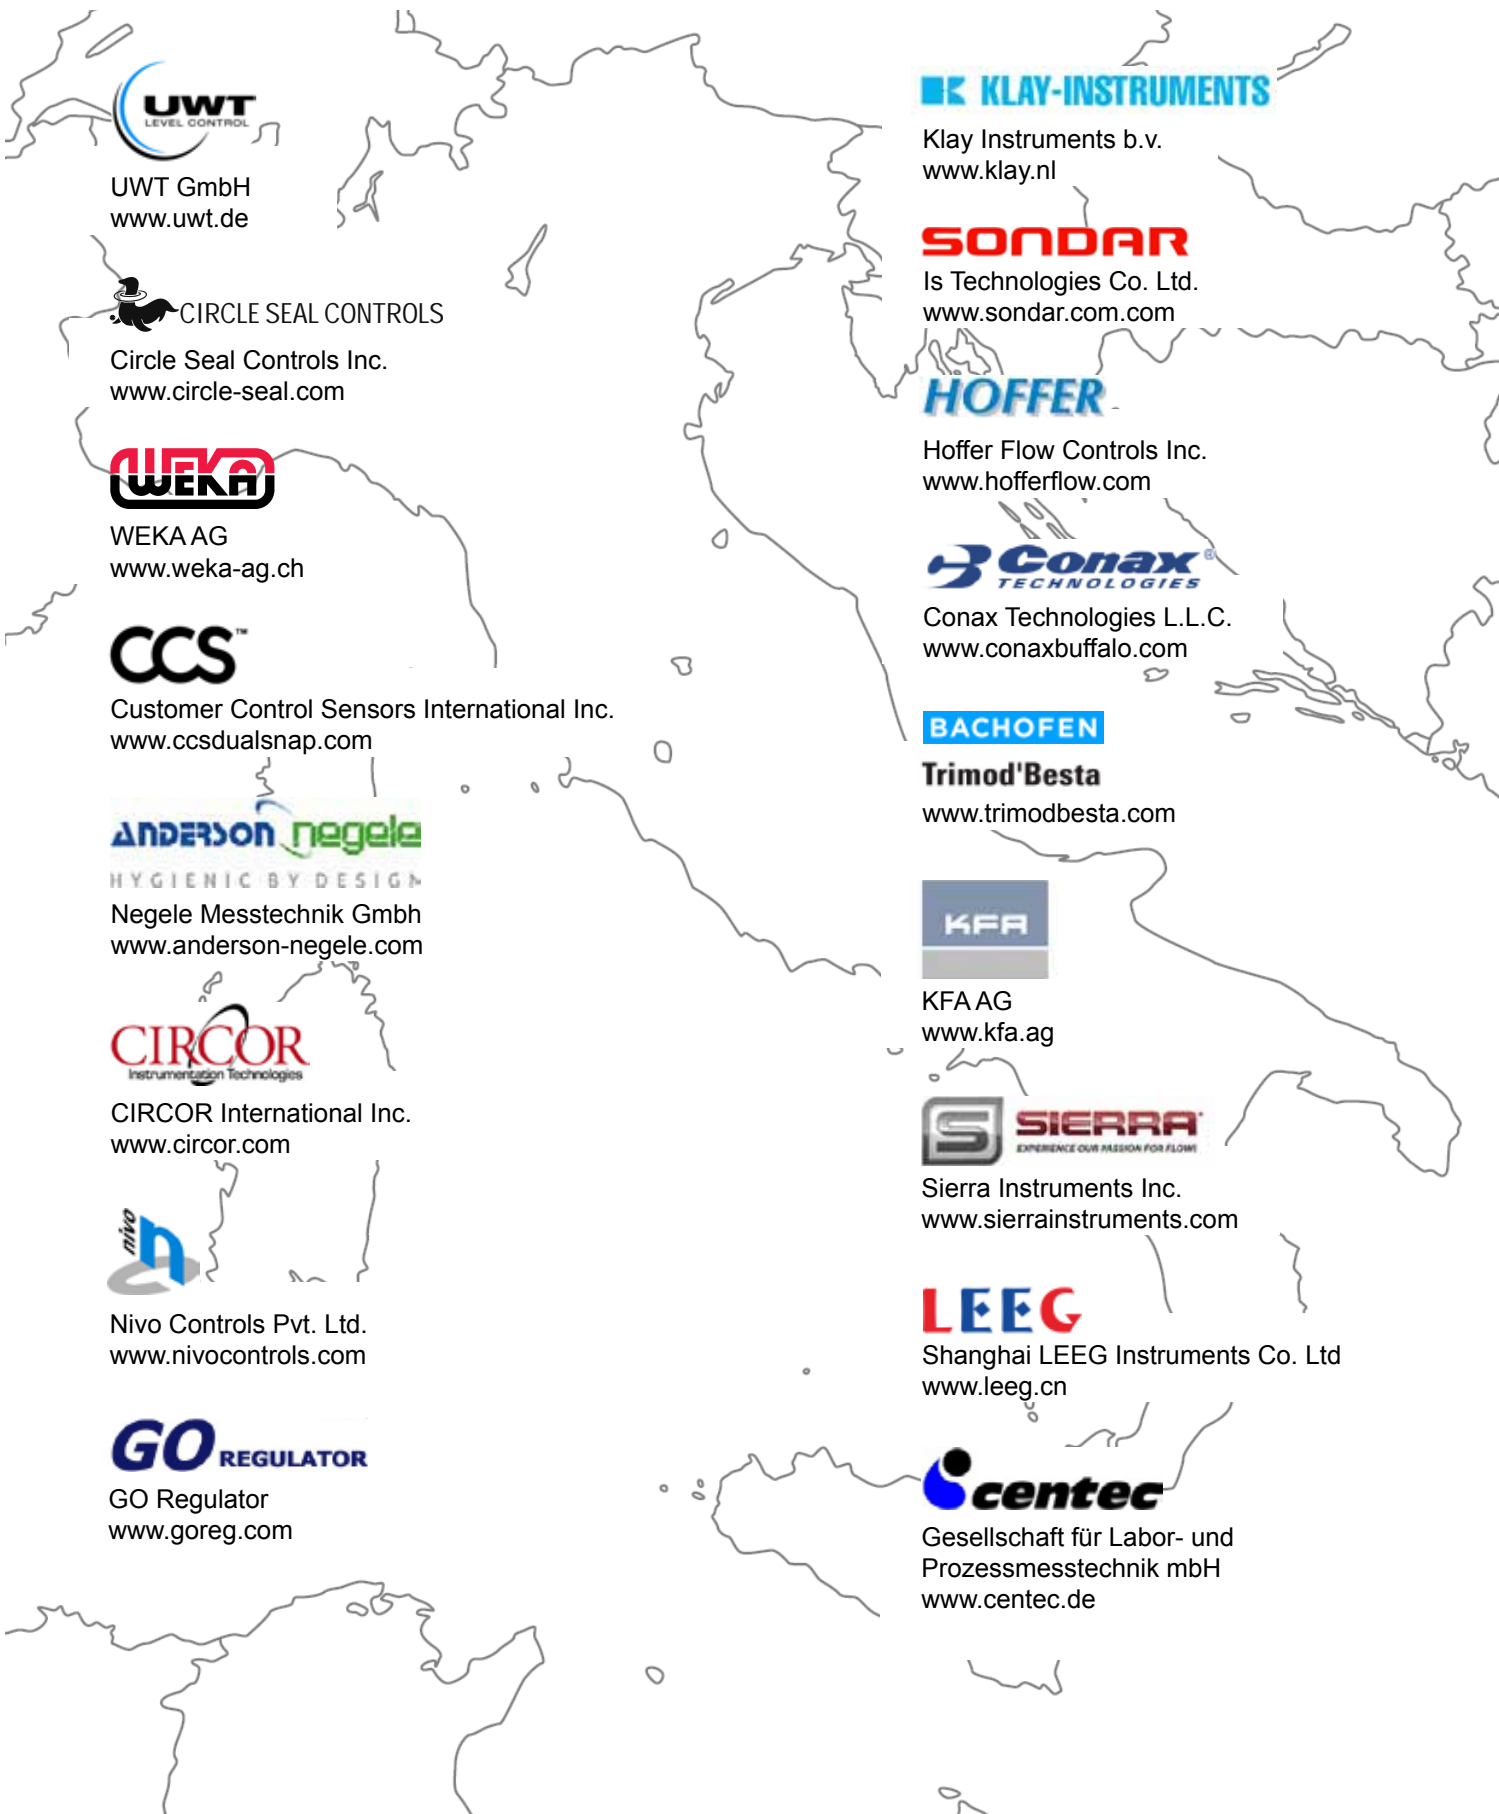 UWT
LEVEL CONTROL
UWT GmbH
www.uwt.de
CIRCLE SEAL CONTROLS
Circle Seal Controls Inc.
www.circle-seal.com
WEKA
WEKA AG
www.weka-ag.ch
CCS™
Customer Control Sensors International Inc.
www.ccsdualsnap.com
ANDERSON negele
HYGIENIC BY DESIGN
Negele Messtechnik Gmbh
www.anderson-negele.com
CIRCOR
Instrumentation Technologies
CIRCOR International Inc.
www.circor.com
nivo
n
Nivo Controls Pvt. Ltd.
www.nivocontrols.com
GO REGULATOR
GO Regulator
www.goreg.com
KLAY-INSTRUMENTS
Klay Instruments b.v.
www.klay.nl
SONDAR
Is Technologies Co. Ltd.
www.sondar.com.com
HOFFER
Hoffer Flow Controls Inc.
www.hofferflow.com
Conax®
TECHNOLOGIES
Conax Technologies L.L.C.
www.conaxbuffalo.com
BACHOFEN
Trimod'Besta
www.trimodbesta.com
KFA
KFA AG
www.kfa.ag
SIERRA
EXPERIENCE OUR PASSION FOR FLOW!
Sierra Instruments Inc.
www.sierrainstruments.com
LEEG
Shanghai LEEG Instruments Co. Ltd
www.leeg.cn
centec
Gesellschaft für Labor- und
Prozessmesstechnik mbH
www.centec.de